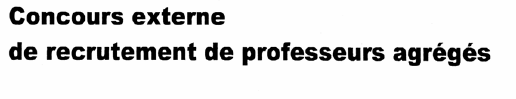 Concours externe
de recrutement de professeurs agrégés